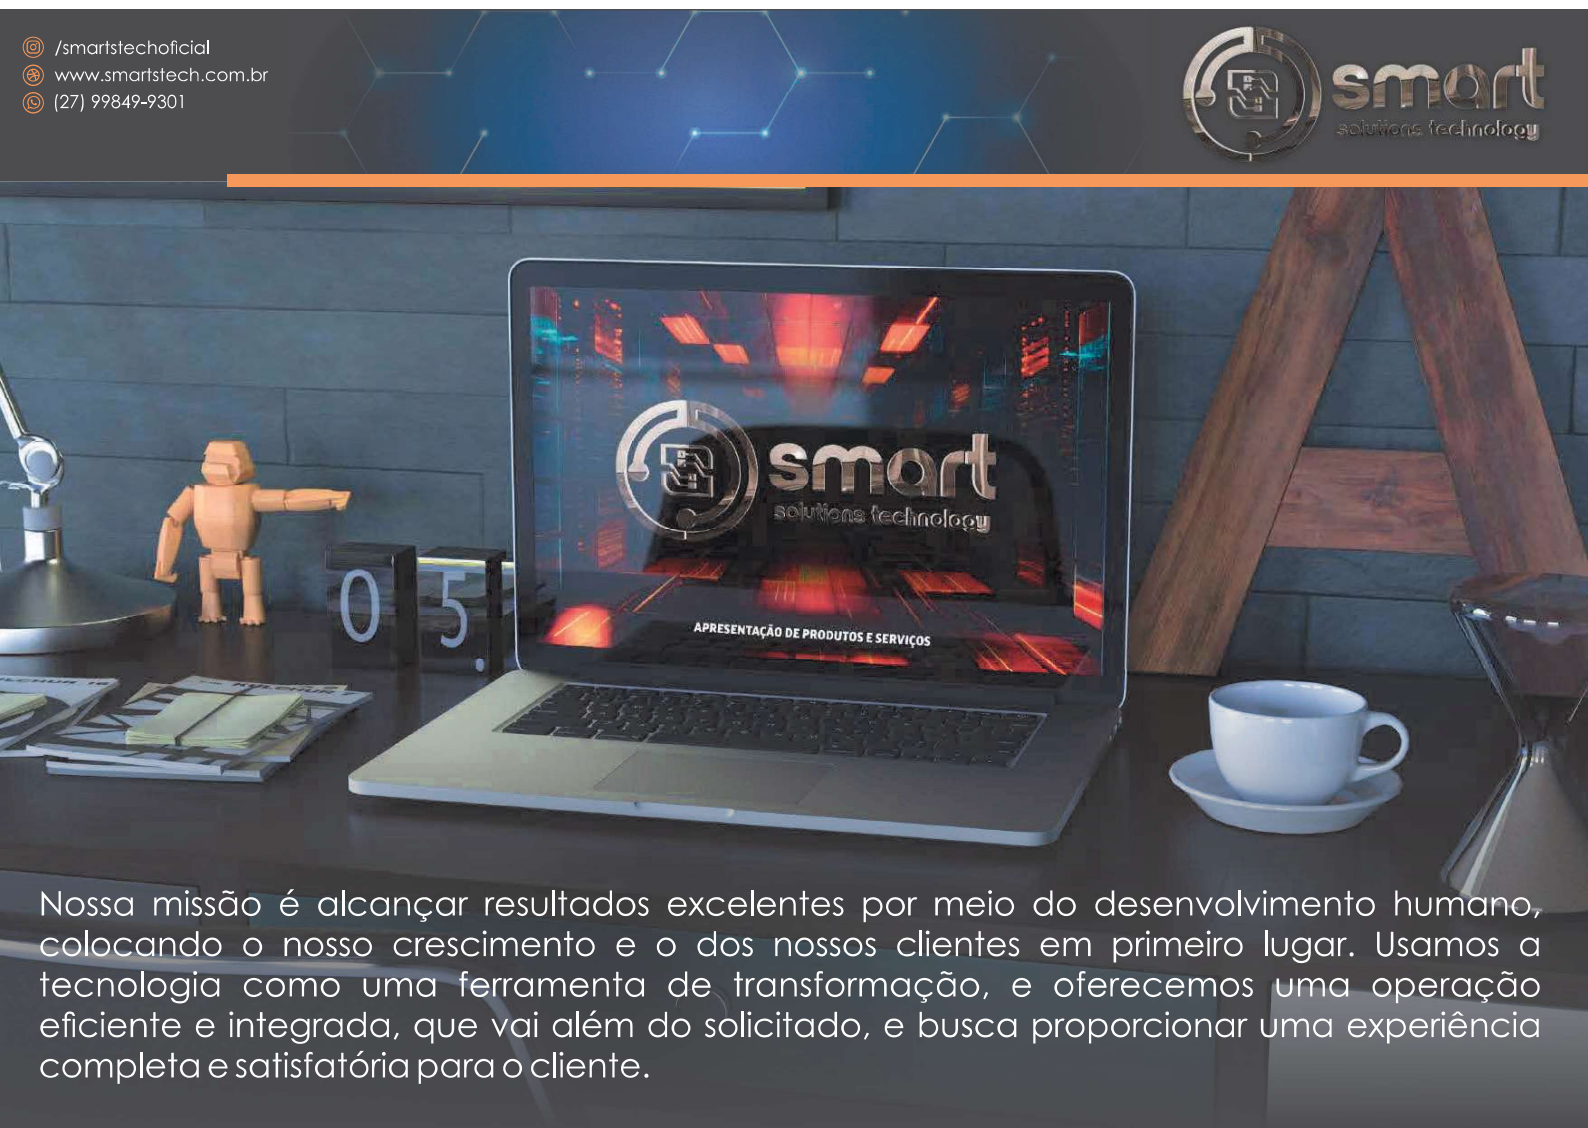 /smartstechoficial
www.smartstech.com.br
(27) 99849-9301
smart
solutions technology
smart
solutions technology
05.
APRESENTAÇÃO DE PRODUTOS E SERVIÇOS
Nossa missão é alcançar resultados excelentes por meio do desenvolvimento humano,
colocando o nosso crescimento e o dos nossos clientes em primeiro lugar. Usamos a
tecnologia como uma ferramenta de transformação, e oferecemos uma operação
eficiente e integrada, que vai além do solicitado, e busca proporcionar uma experiência
completa e satisfatória para o cliente.